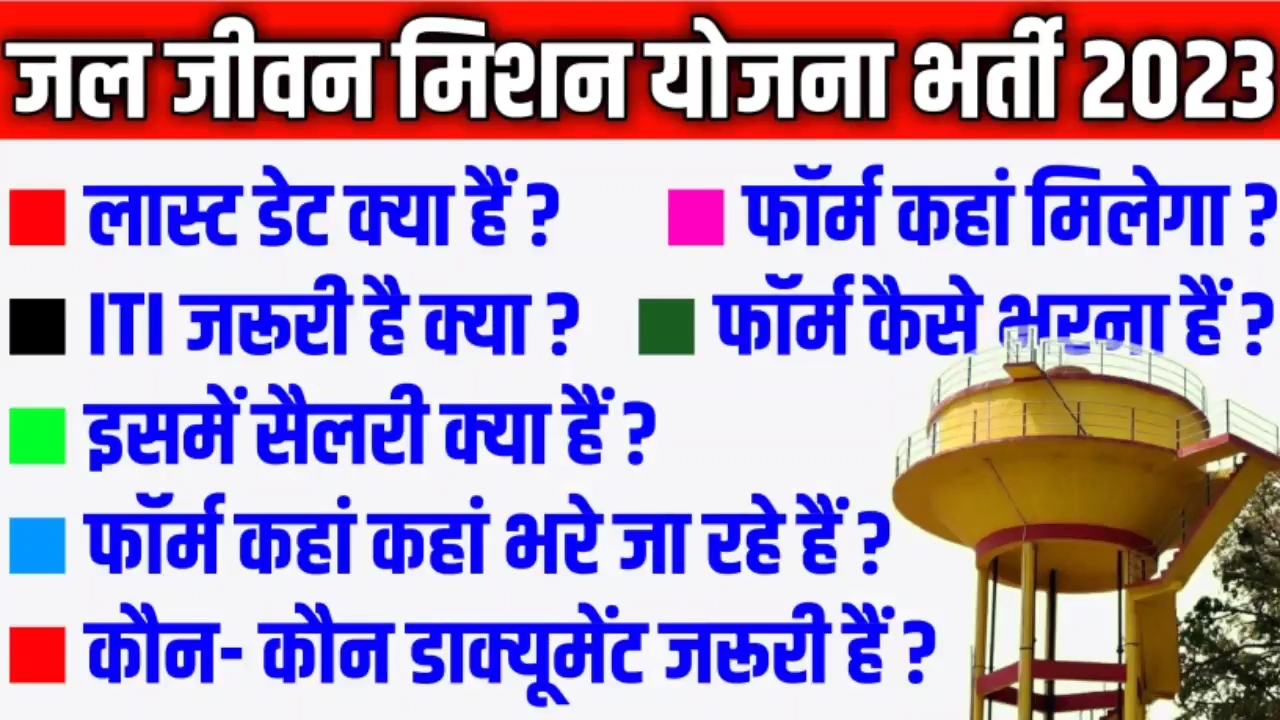 जल जीवन मिशन योजना भर्ती 2023
लास्ट डेट क्या हैं ?
फॉर्म कहां मिलेगा ?
ITI जरूरी है क्या ?
फॉर्म कैसे भरना हैं ?
इसमें सैलरी क्या हैं ?
फॉर्म कहां कहां भरे जा रहे हैं ?
कौन- कौन डाक्यूमेंट जरूरी हैं ?